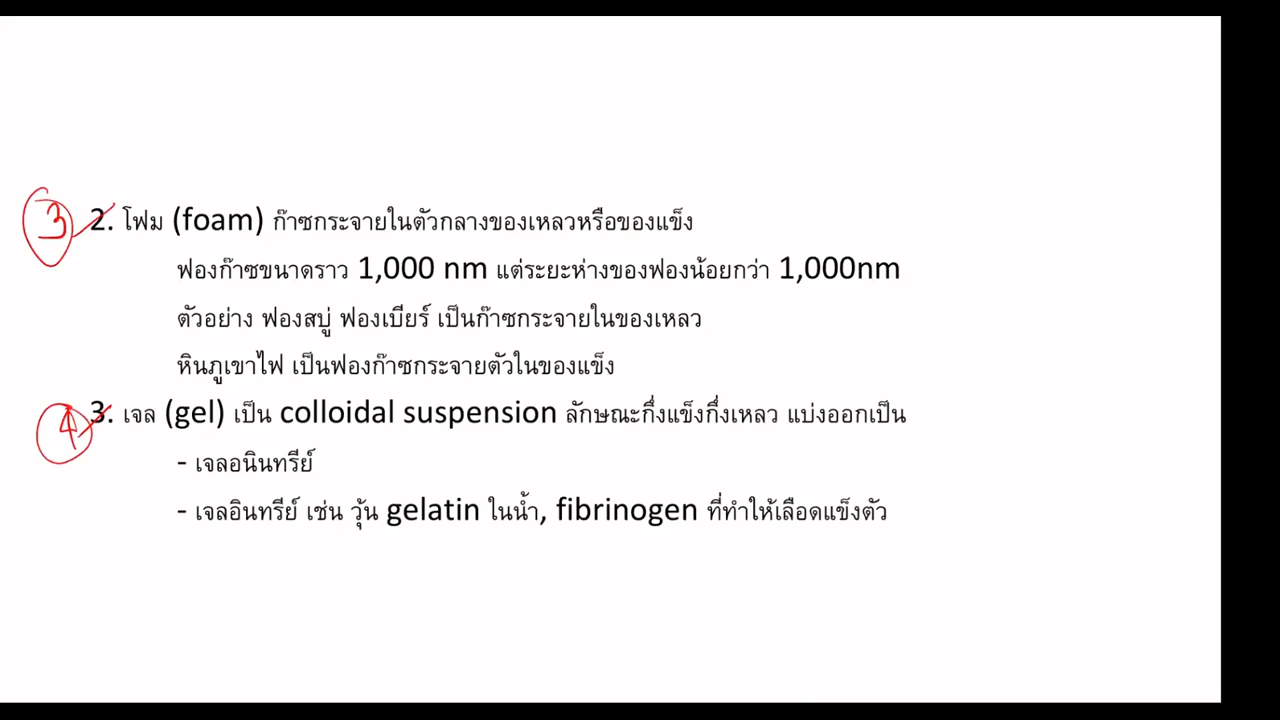 3 2. โฟม (foam) ก๊าซกระจายในตัวกลางของเหลวหรือของแข็ง
ฟองก๊าซขนาดราว 1,000 nm แต่ระยะห่างของฟองน้อยกว่า 1,000nm
ตัวอย่าง ฟองสบู่ ฟองเบียร์ เป็นก๊าซกระจายในของเหลว
หินภูเขาไฟ เป็นฟองก๊าซกระจายตัวในของแข็ง
4 3. เจล (gel) เป็น colloidal suspension ลักษณะกึ่งแข็งกึ่งเหลว แบ่งออกเป็น
- เจลอนินทรีย์
- เจลอินทรีย์ เช่น วุ้น gelatin ในน้ำ, fibrinogen ที่ทำให้เลือดแข็งตัว